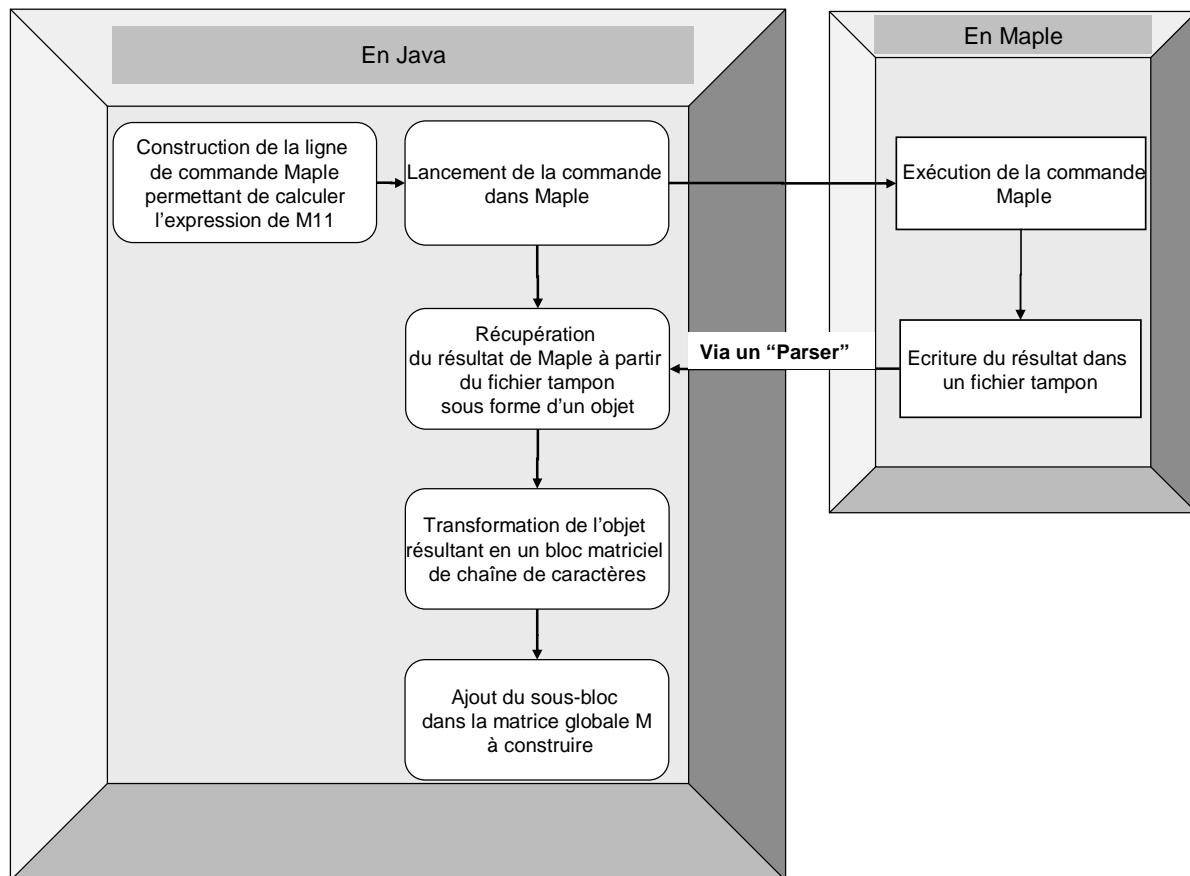 En Java
En Maple
Construction de la ligne
de commande Maple
permettant de calculer
l’expression de M11
Lancement de la commande
dans Maple
Exécution de la commande
Maple
Récupération
du résultat de Maple à partir
du fichier tampon
sous forme d’un objet
Via un “Parser”
Ecriture du résultat dans
un fichier tampon
Transformation de l’objet
résultant en un bloc matriciel
de chaîne de caractères
Ajout du sous-bloc
dans la matrice globale M
à construire